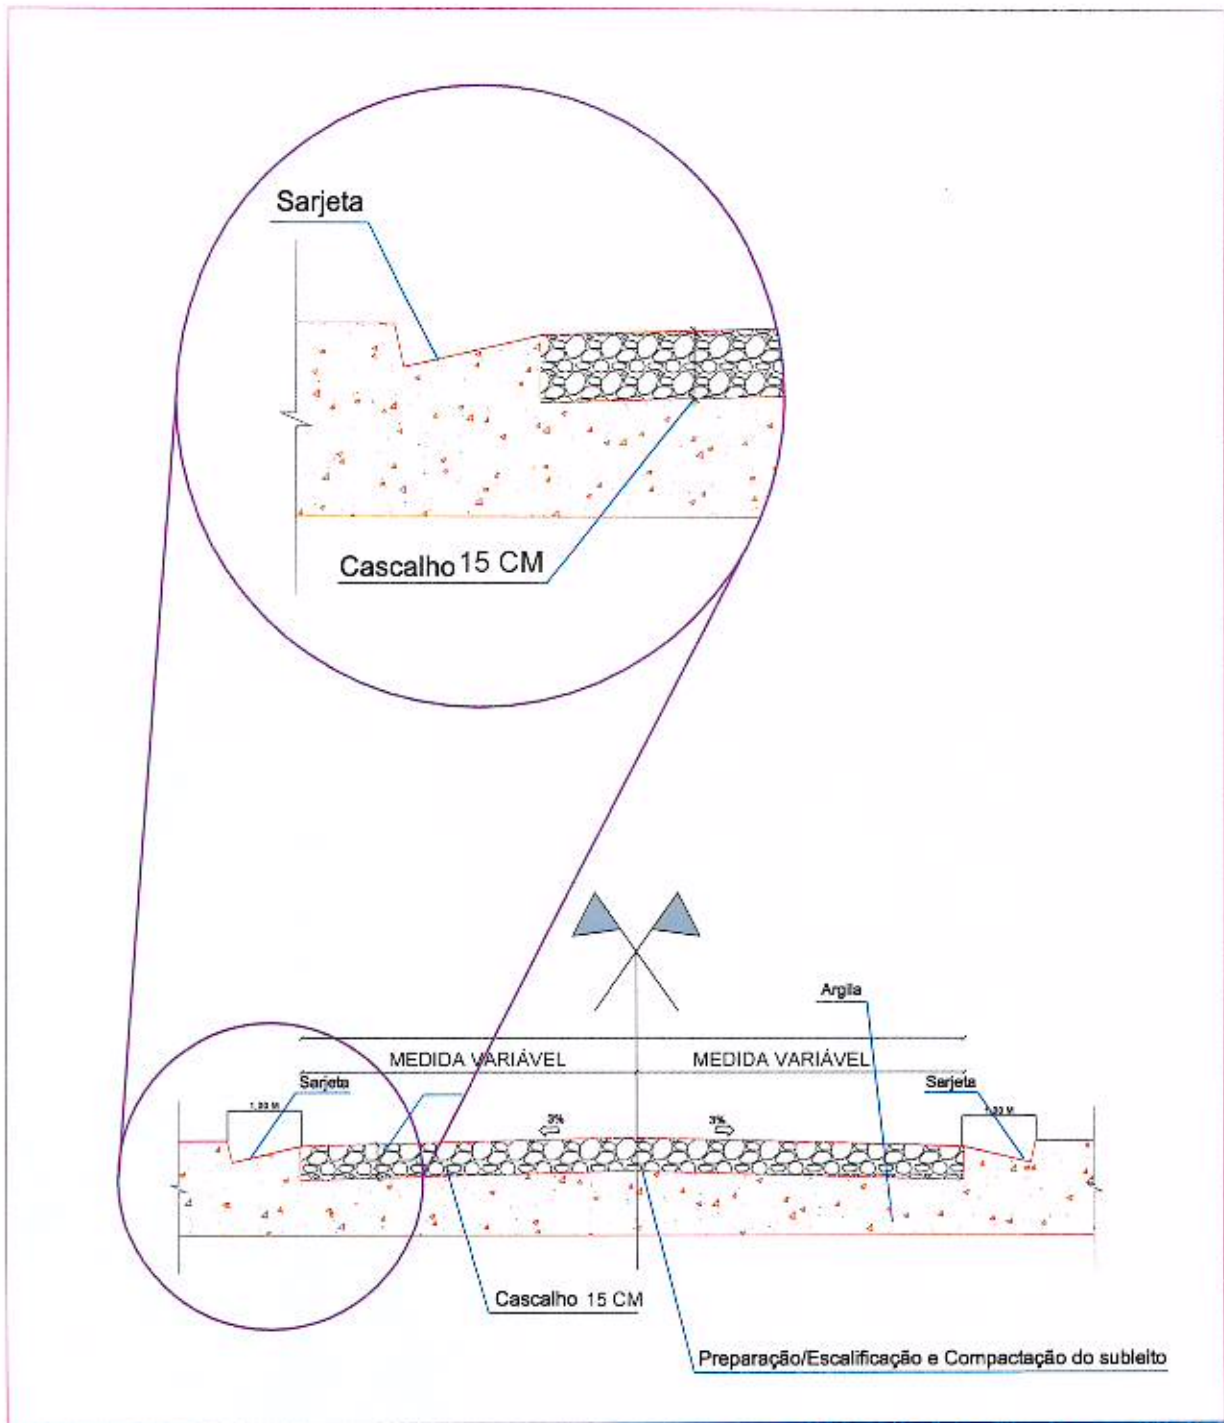 Sarjeta
Cascalho 15 CM
Argila
MEDIDA VARIÁVEL MEDIDA VARIÁVEL
Sarjeta Sarjeta
3% 3%
Cascalho 15 CM
Preparação/Escalificação e Compactação do subleito